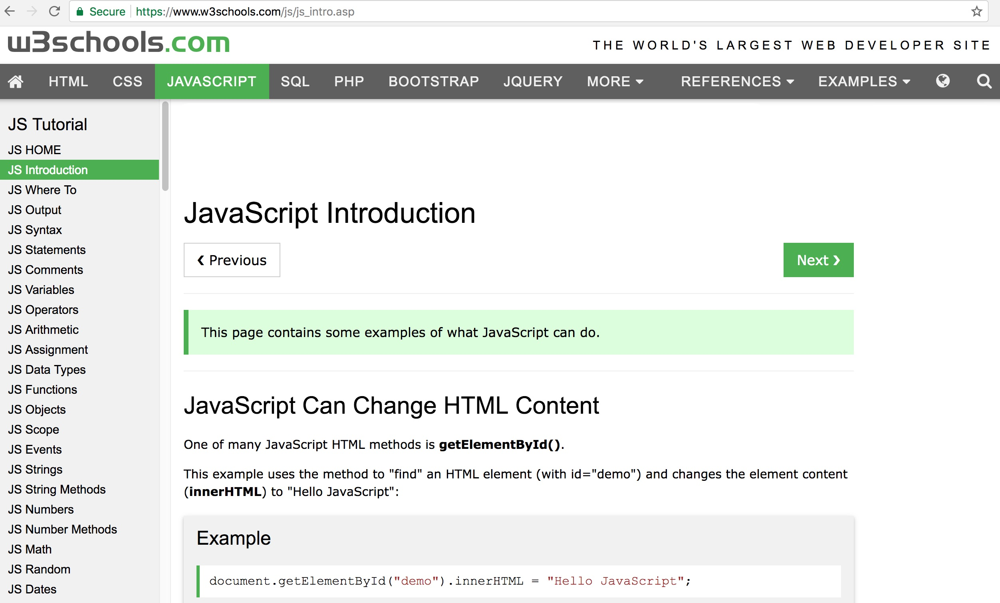 Secure https://www.w3schools.com/js/js_intro.asp
w3schools.com
THE WORLD'S LARGEST WEB DEVELOPER SITE
HTML CSS JAVASCRIPT SQL PHP BOOTSTRAP JQUERY MORE REFERENCES EXAMPLES
JS Tutorial
JS HOME
JS Introduction
JS Where To
JS Output
JS Syntax
JS Statements
JS Comments
JS Variables
JS Operators
JS Arithmetic
JS Assignment
JS Data Types
JS Functions
JS Objects
JS Scope
JS Events
JS Strings
JS String Methods
JS Numbers
JS Number Methods
JS Math
JS Random
JS Dates
JavaScript Introduction
❮ Previous
Next ❯
This page contains some examples of what JavaScript can do.
JavaScript Can Change HTML Content
One of many JavaScript HTML methods is getElementById().
This example uses the method to "find" an HTML element (with id="demo") and changes the element content
(innerHTML) to "Hello JavaScript":
Example
document.getElementById("demo").innerHTML = "Hello JavaScript";